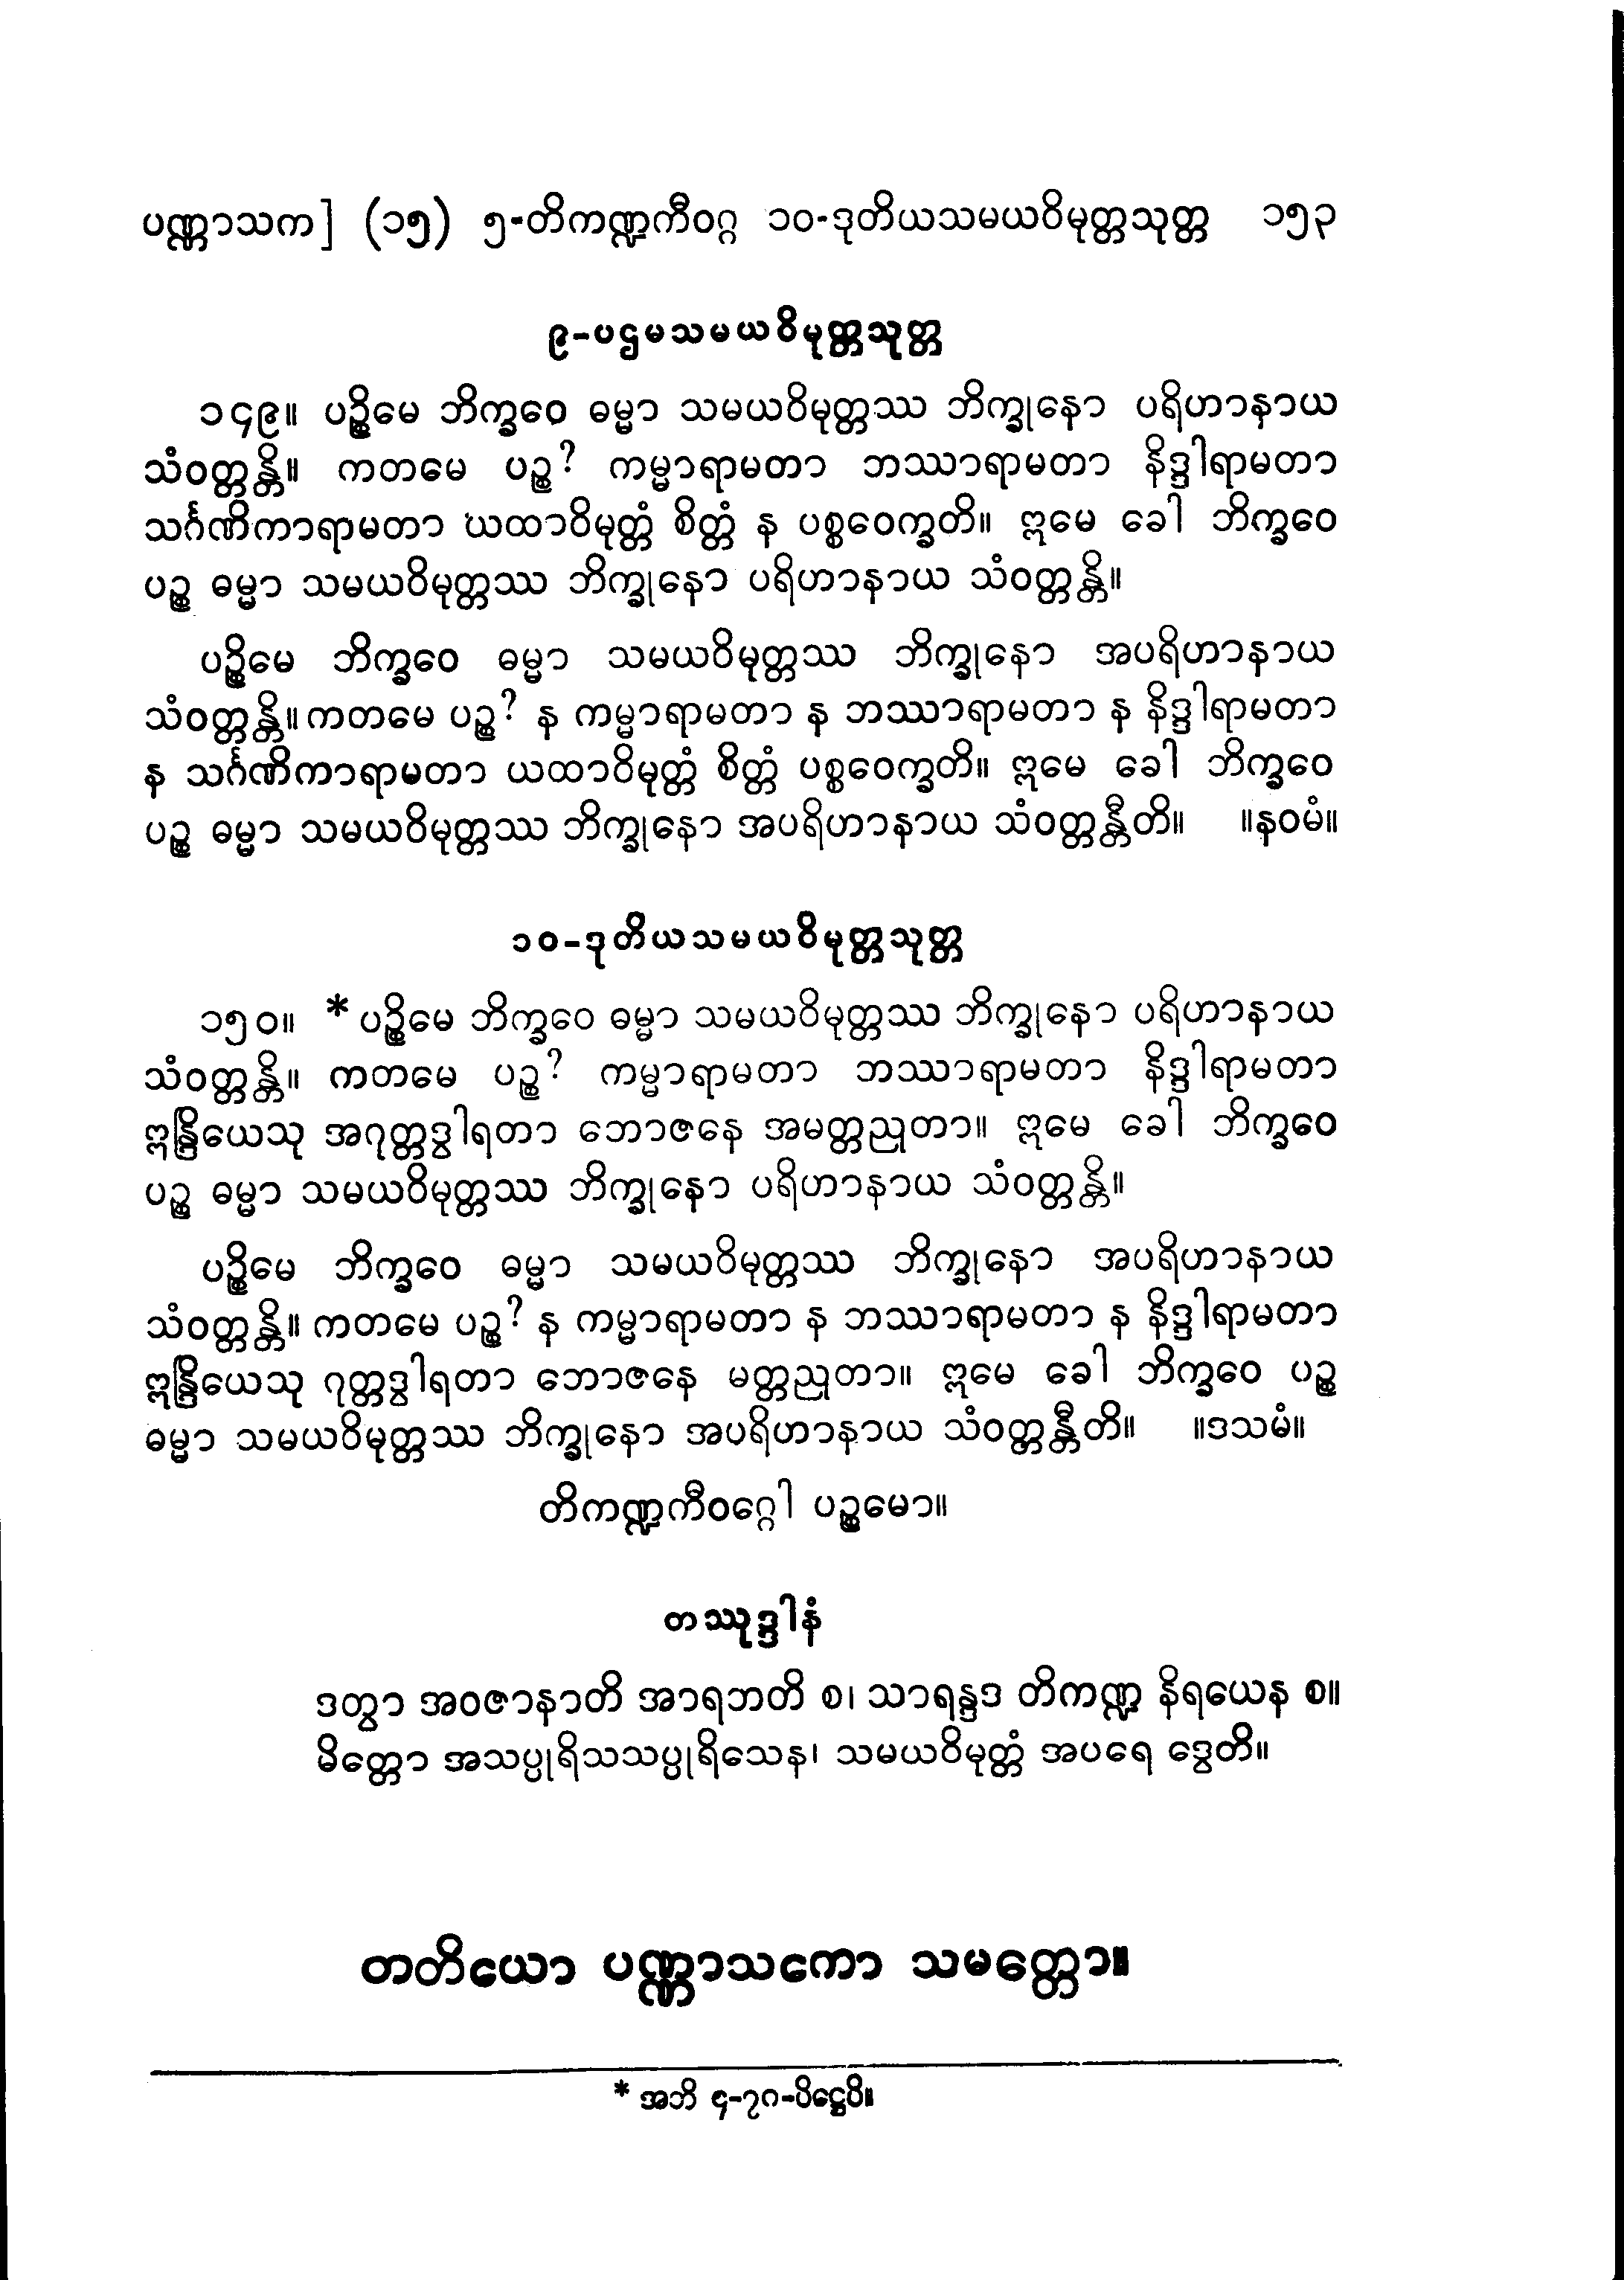 ပဏ္ဏာသက] (၁၅) ၅-တိကဏ္ဍကီဝဂ္ဂ ၁၀-ဒုတိယသမယဝိမုတ္တသုတ္တ ၁၅၃
၉-ပဌမသမယဝိမုတ္တသုတ္တ
၁၄၉။ ပဉ္စိမေ ဘိက္ခဝေ ဓမ္မာ သမယဝိမုတ္တဿ ဘိက္ခုနော ပရိဟာနာယ
သံဝတ္တန္တိ။ ကတမေ ပဉ္စ? ကမ္မာရာမတာ ဘဿာရာမတာ နိဒ္ဒါရာမတာ
သင်္ဂဏိကာရာမတာ ယထာဝိမုတ္တံ စိတ္တံ န ပစ္စဝေက္ခတိ။ ဣမေ ခေါ ဘိက္ခဝေ
ပဉ္စ ဓမ္မာ သမယဝိမုတ္တဿ ဘိက္ခုနော ပရိဟာနာယ သံဝတ္တန္တိ။
ပဉ္စိမေ ဘိက္ခဝေ ဓမ္မာ သမယဝိမုတ္တဿ ဘိက္ခုနော အပရိဟာနာယ
သံဝတ္တန္တိ။ ကတမေ ပဉ္စ? န ကမ္မာရာမတာ န ဘဿာရာမတာ န နိဒ္ဒါရာမတာ
န သင်္ဂဏိကာရာမတာ ယထာဝိမုတ္တံ စိတ္တံ ပစ္စဝေက္ခတိ။ ဣမေ ခေါ ဘိက္ခဝေ
ပဉ္စ ဓမ္မာ သမယဝိမုတ္တဿ ဘိက္ခုနော အပရိဟာနာယ သံဝတ္တန္တီတိ။ ။နဝမံ။
၁၀-ဒုတိယသမယဝိမုတ္တသုတ္တ
၁၅၀။ * ပဉ္စိမေ ဘိက္ခဝေ ဓမ္မာ သမယဝိမုတ္တဿ ဘိက္ခုနော ပရိဟာနာယ
သံဝတ္တန္တိ။ ကတမေ ပဉ္စ? ကမ္မာရာမတာ ဘဿာရာမတာ နိဒ္ဒါရာမတာ
ဣန္ဒြိယေသု အဂုတ္တဒွါရတာ ဘောဇနေ အမတ္တညုတာ။ ဣမေ ခေါ ဘိက္ခဝေ
ပဉ္စ ဓမ္မာ သမယဝိမုတ္တဿ ဘိက္ခုနော ပရိဟာနာယ သံဝတ္တန္တိ။
ပဉ္စိမေ ဘိက္ခဝေ ဓမ္မာ သမယဝိမုတ္တဿ ဘိက္ခုနော အပရိဟာနာယ
သံဝတ္တန္တိ။ ကတမေ ပဉ္စ? န ကမ္မာရာမတာ န ဘဿာရာမတာ န နိဒ္ဒါရာမတာ
ဣန္ဒြိယေသု ဂုတ္တဒွါရတာ ဘောဇနေ မတ္တညုတာ။ ဣမေ ခေါ ဘိက္ခဝေ ပဉ္စ
ဓမ္မာ သမယဝိမုတ္တဿ ဘိက္ခုနော အပရိဟာနာယ သံဝတ္တန္တီတိ။ ။ဒသမံ။
တိကဏ္ဍကီဝဂ္ဂေါ ပဉ္စမော။
တဿုဒ္ဒါနံ
ဒတွာ အဝဇာနာတိ အာရဘတိ စ၊ သာရန္ဒဒ တိကဏ္ဍ နိရယေန စ။
မိတ္တော အသပ္ပုရိသသပ္ပုရိသေန၊ သမယဝိမုတ္တံ အပရေ ဒွေတိ။
တတိယော ပဏ္ဏာသကော သမတ္တော။
* အဘိ ၄-၇ဂ-ပိဋ္ဌေပိ။